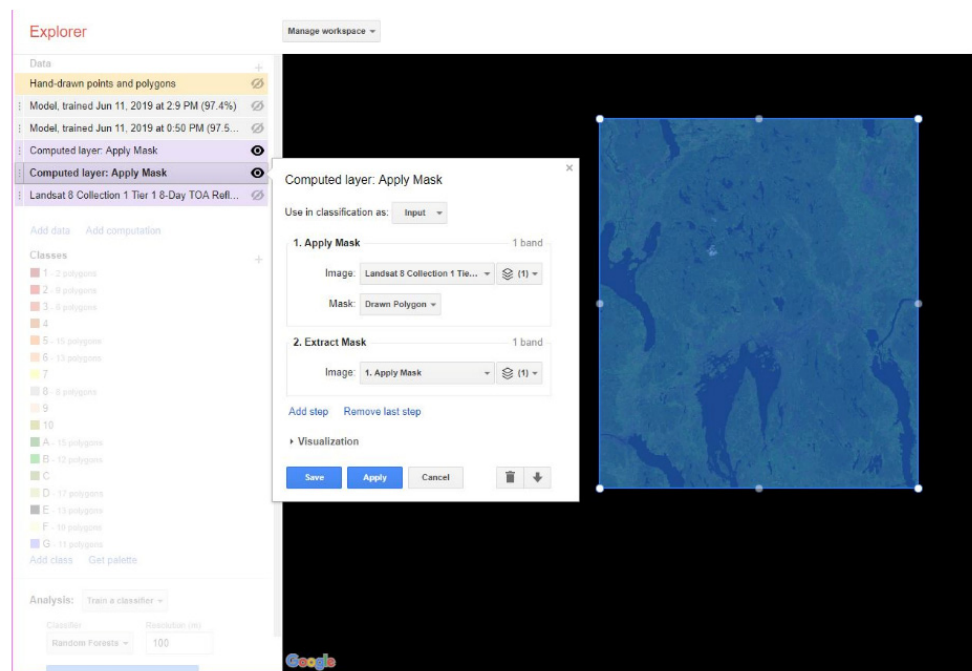 Explorer
Manage workspace
Data
Hand-drawn points and polygons
Model, trained Jun 11, 2019 at 2:9 PM (97.4%)
Model, trained Jun 11, 2019 at 0:50 PM (97.5...
Computed layer: Apply Mask
Computed layer: Apply Mask
Landsat 8 Collection 1 Tier 1 8-Day TOA Refl...
Add data Add computation
Classes
1 - 2 polygons
2 - 9 polygons
3 - 8 polygons
4
5 - 15 polygons
6 - 13 polygons
7
8 - 8 polygons
9
10
A - 15 polygons
B - 12 polygons
C
D - 17 polygons
E - 13 polygons
F - 19 polygons
G - 11 polygons
Add class Get palette
Analysis: Train a classifier
Classifier Resolution (m)
Random Forests 100
Computed layer: Apply Mask
Use in classification as: Input
1. Apply Mask 1 band
Image: Landsat 8 Collection 1 Tie... (1)
Mask: Drawn Polygon
2. Extract Mask 1 band
Image: 1. Apply Mask (1)
Add step Remove last step
Visualization
Save Apply Cancel
Google